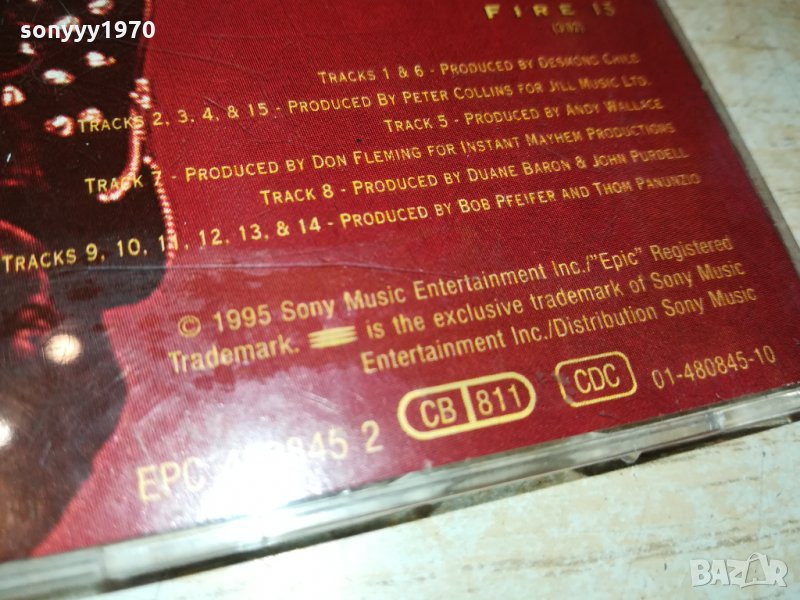 sonyyy1970
FIRE 15
TRACKS 1 & 6 - PRODUCED BY DESMOND CHILD
TRACKS 2, 3, 4, & 15 - PRODUCED BY PETER COLLINS FOR JILL MUSIC LTD.
TRACK 5 - PRODUCED BY ANDY WALLACE
TRACK 7 - PRODUCED BY DON FLEMING FOR INSTANT MAYHEM PRODUCTIONS
TRACK 8 - PRODUCED BY DUANE BARON & JOHN PURDELL
TRACKS 9, 10, 11, 12, 13, & 14 - PRODUCED BY BOB PFEIFER AND THOM PANUNZIO
© 1995 Sony Music Entertainment Inc./"Epic" Registered
Trademark. is the exclusive trademark of Sony Music
Entertainment Inc./Distribution Sony Music
EPC 480845 2
CB 811
CDC
01-480845-10
BAZAR